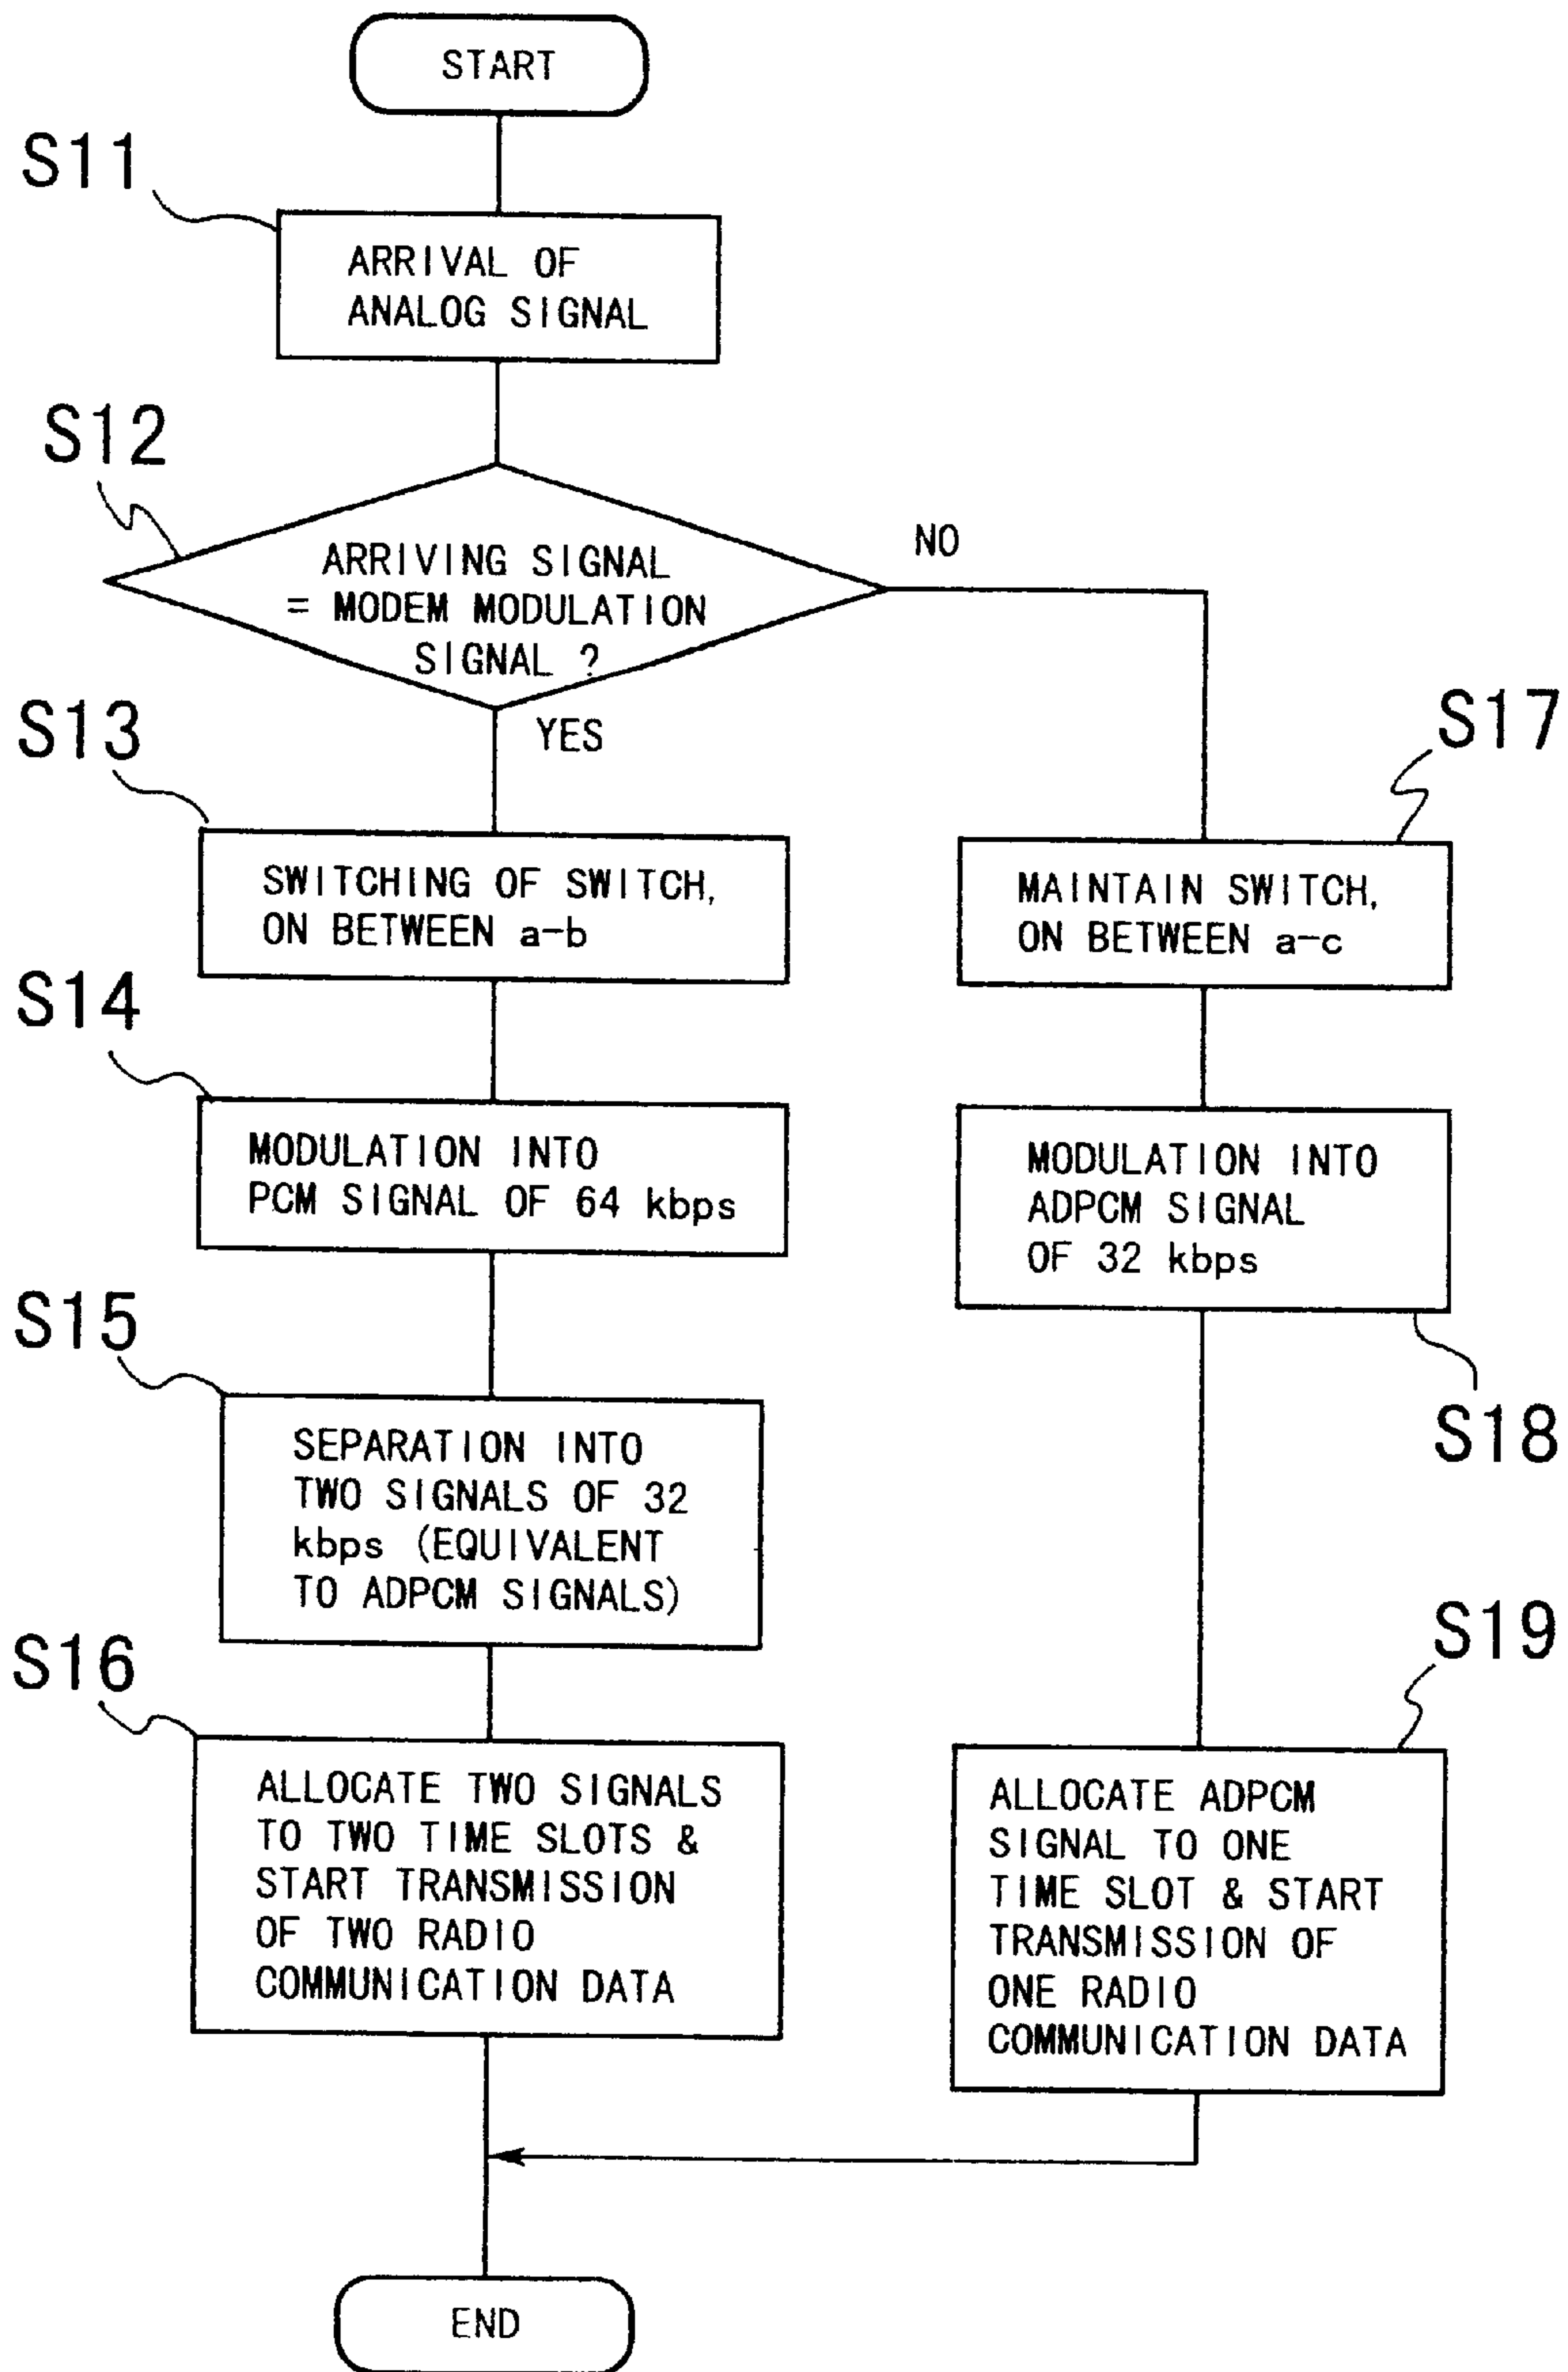 START
S11
ARRIVAL OF
ANALOG SIGNAL
S12
ARRIVING SIGNAL
= MODEM MODULATION
SIGNAL ?
NO
YES
S13
SWITCHING OF SWITCH,
ON BETWEEN a-b
S14
MODULATION INTO
PCM SIGNAL OF 64 kbps
S15
SEPARATION INTO
TWO SIGNALS OF 32
kbps (EQUIVALENT
TO ADPCM SIGNALS)
S16
ALLOCATE TWO SIGNALS
TO TWO TIME SLOTS &
START TRANSMISSION
OF TWO RADIO
COMMUNICATION DATA
S17
MAINTAIN SWITCH,
ON BETWEEN a-c
MODULATION INTO
ADPCM SIGNAL
OF 32 kbps
S18
S19
ALLOCATE ADPCM
SIGNAL TO ONE
TIME SLOT & START
TRANSMISSION OF
ONE RADIO
COMMUNICATION DATA
END